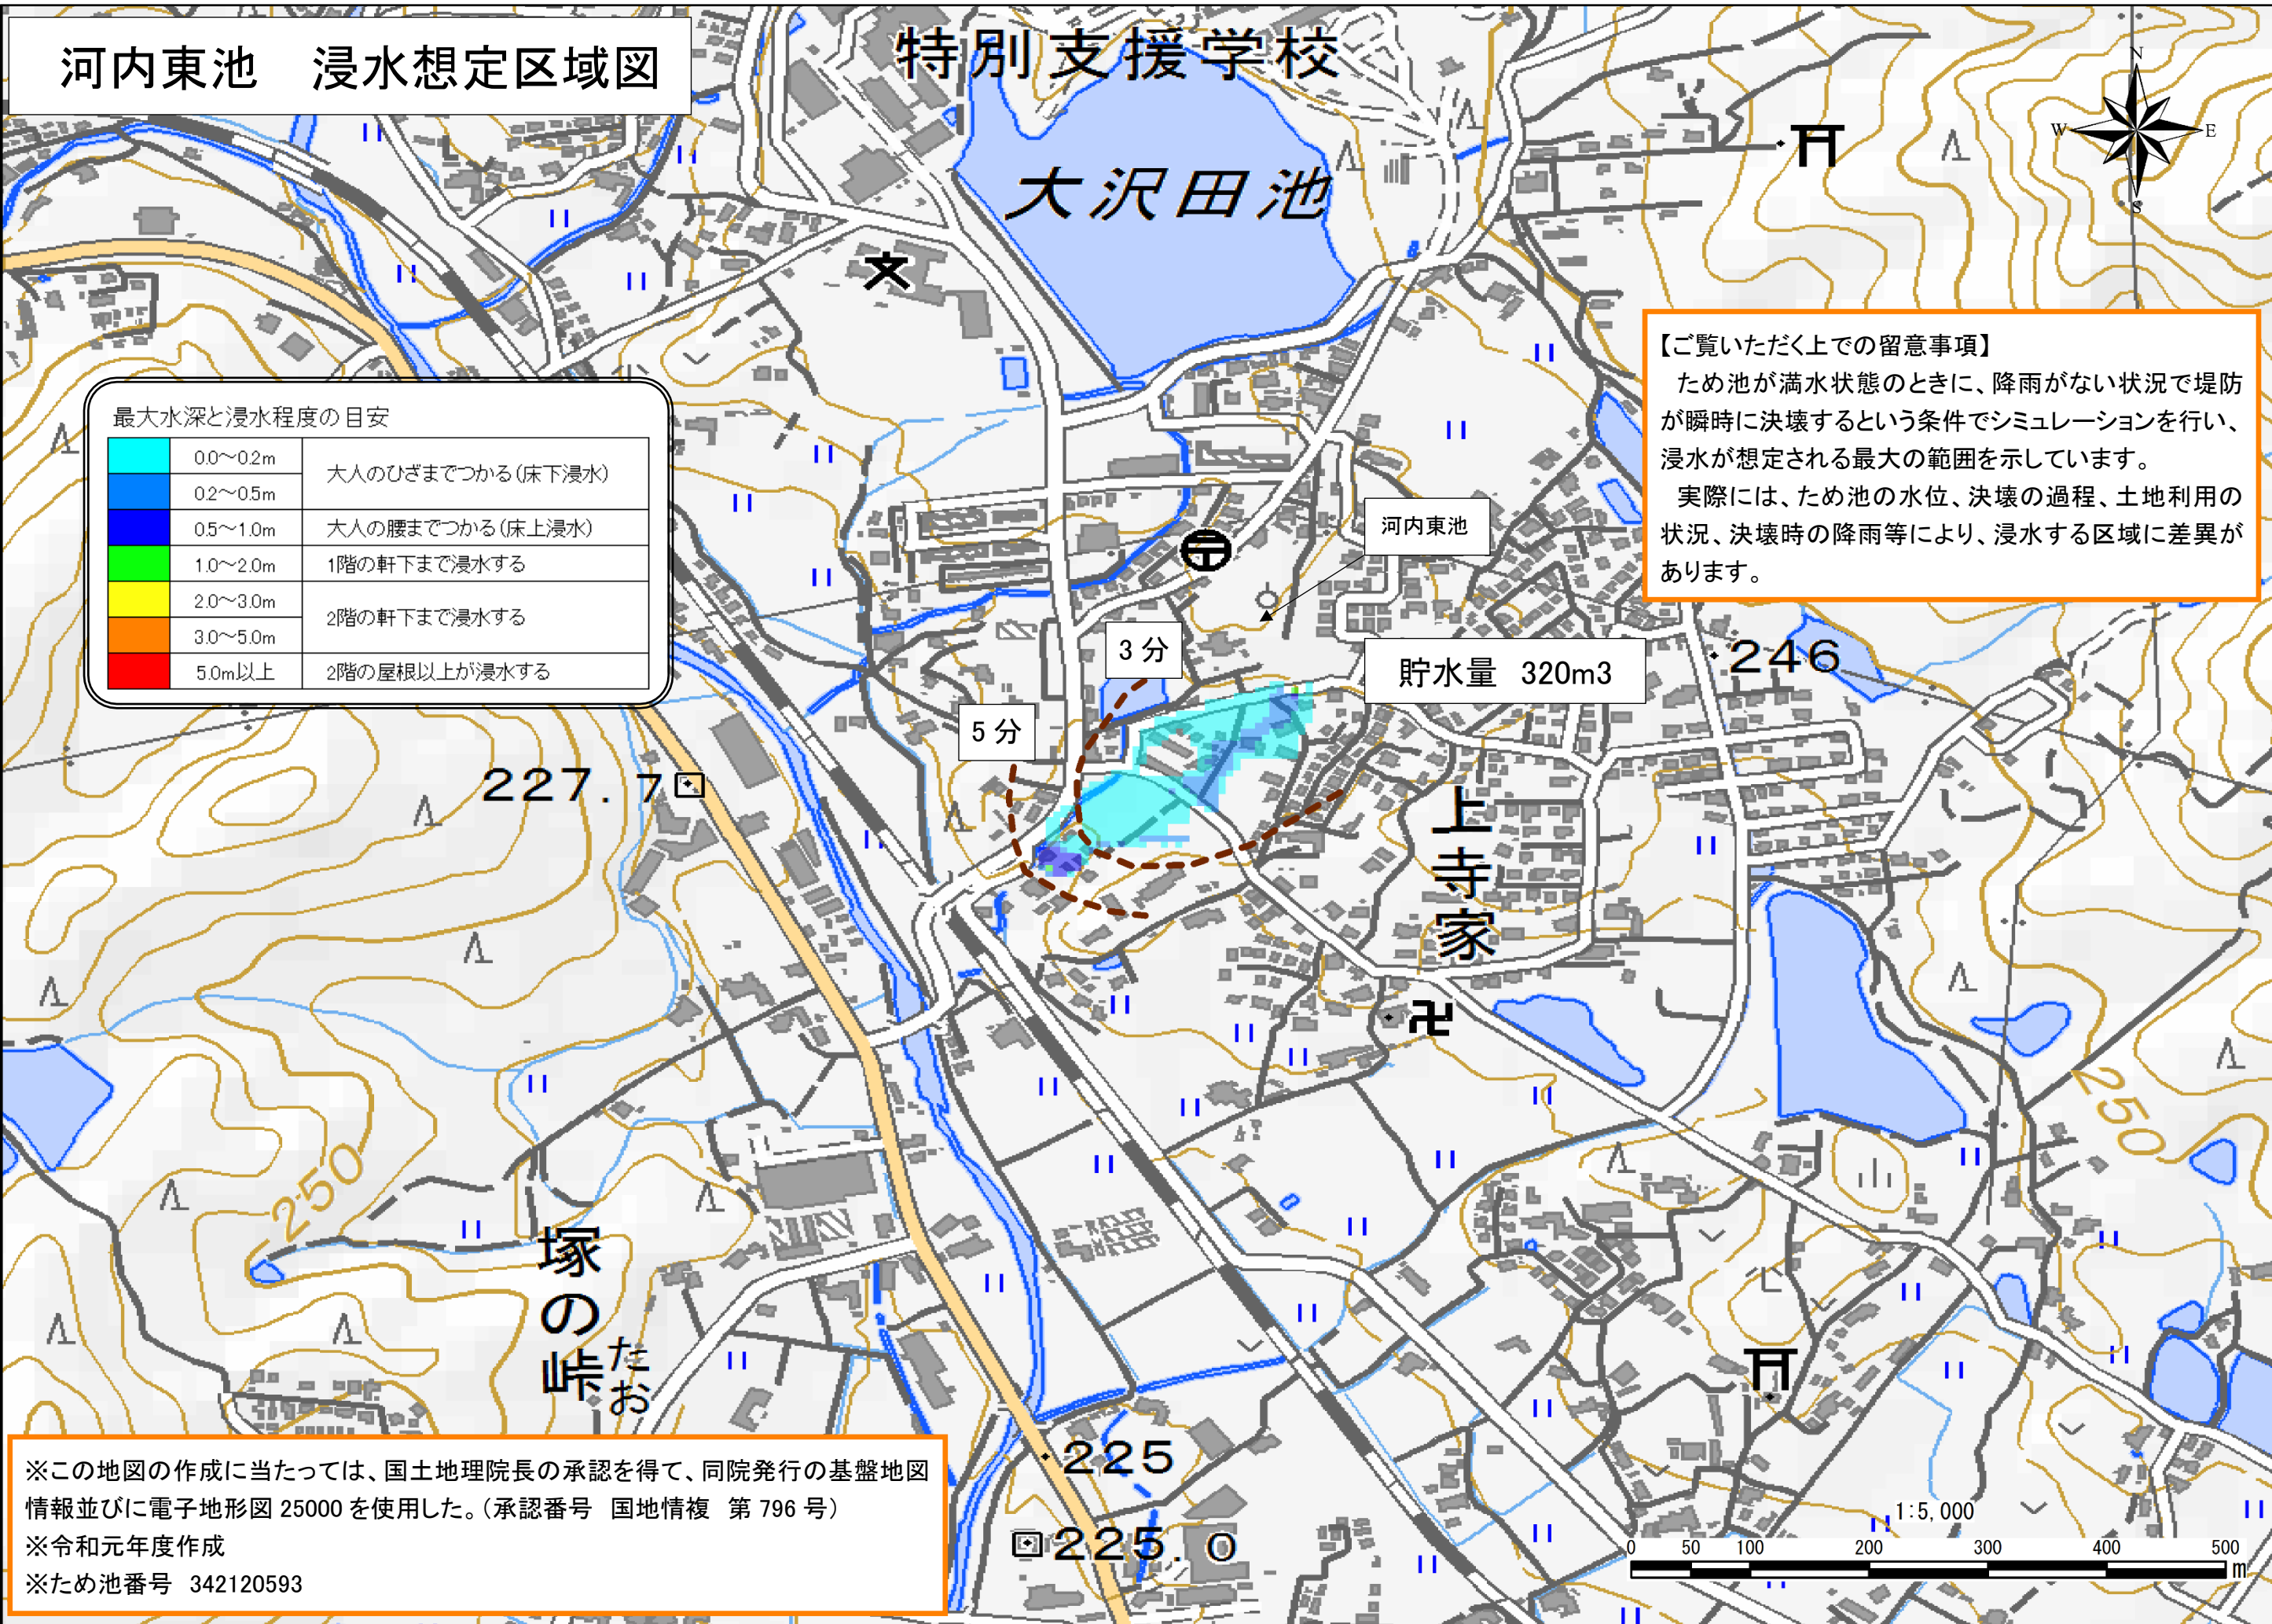 河内東池　浸水想定区域図
特別支援学校
大沢田池
N
W
E
S
【ご覧いただく上での留意事項】
ため池が満水状態のときに、降雨がない状況で堤防
が瞬時に決壊するという条件でシミュレーションを行い、
浸水が想定される最大の範囲を示しています。
実際には、ため池の水位、決壊の過程、土地利用の
状況、決壊時の降雨等により、浸水する区域に差異が
あります。
最大水深と浸水程度の目安
0.0～0.2m
大人のひざまでつかる(床下浸水)
0.2～0.5m
0.5～1.0m 大人の腰までつかる(床上浸水)
1.0～2.0m 1階の軒下まで浸水する
2.0～3.0m
2階の軒下まで浸水する
3.0～5.0m
5.0m以上 2階の屋根以上が浸水する
河内東池
3分
貯水量　320m3
246
5分
227.7
上寺家
250
250
塚の峠
たお
225
225.0
※この地図の作成に当たっては、国土地理院長の承認を得て、同院発行の基盤地図
情報並びに電子地形図 25000 を使用した。（承認番号　国地情複　第 796 号）
※令和元年度作成
※ため池番号　342120593
1:5,000
0 50 100 200 300 400 500
m